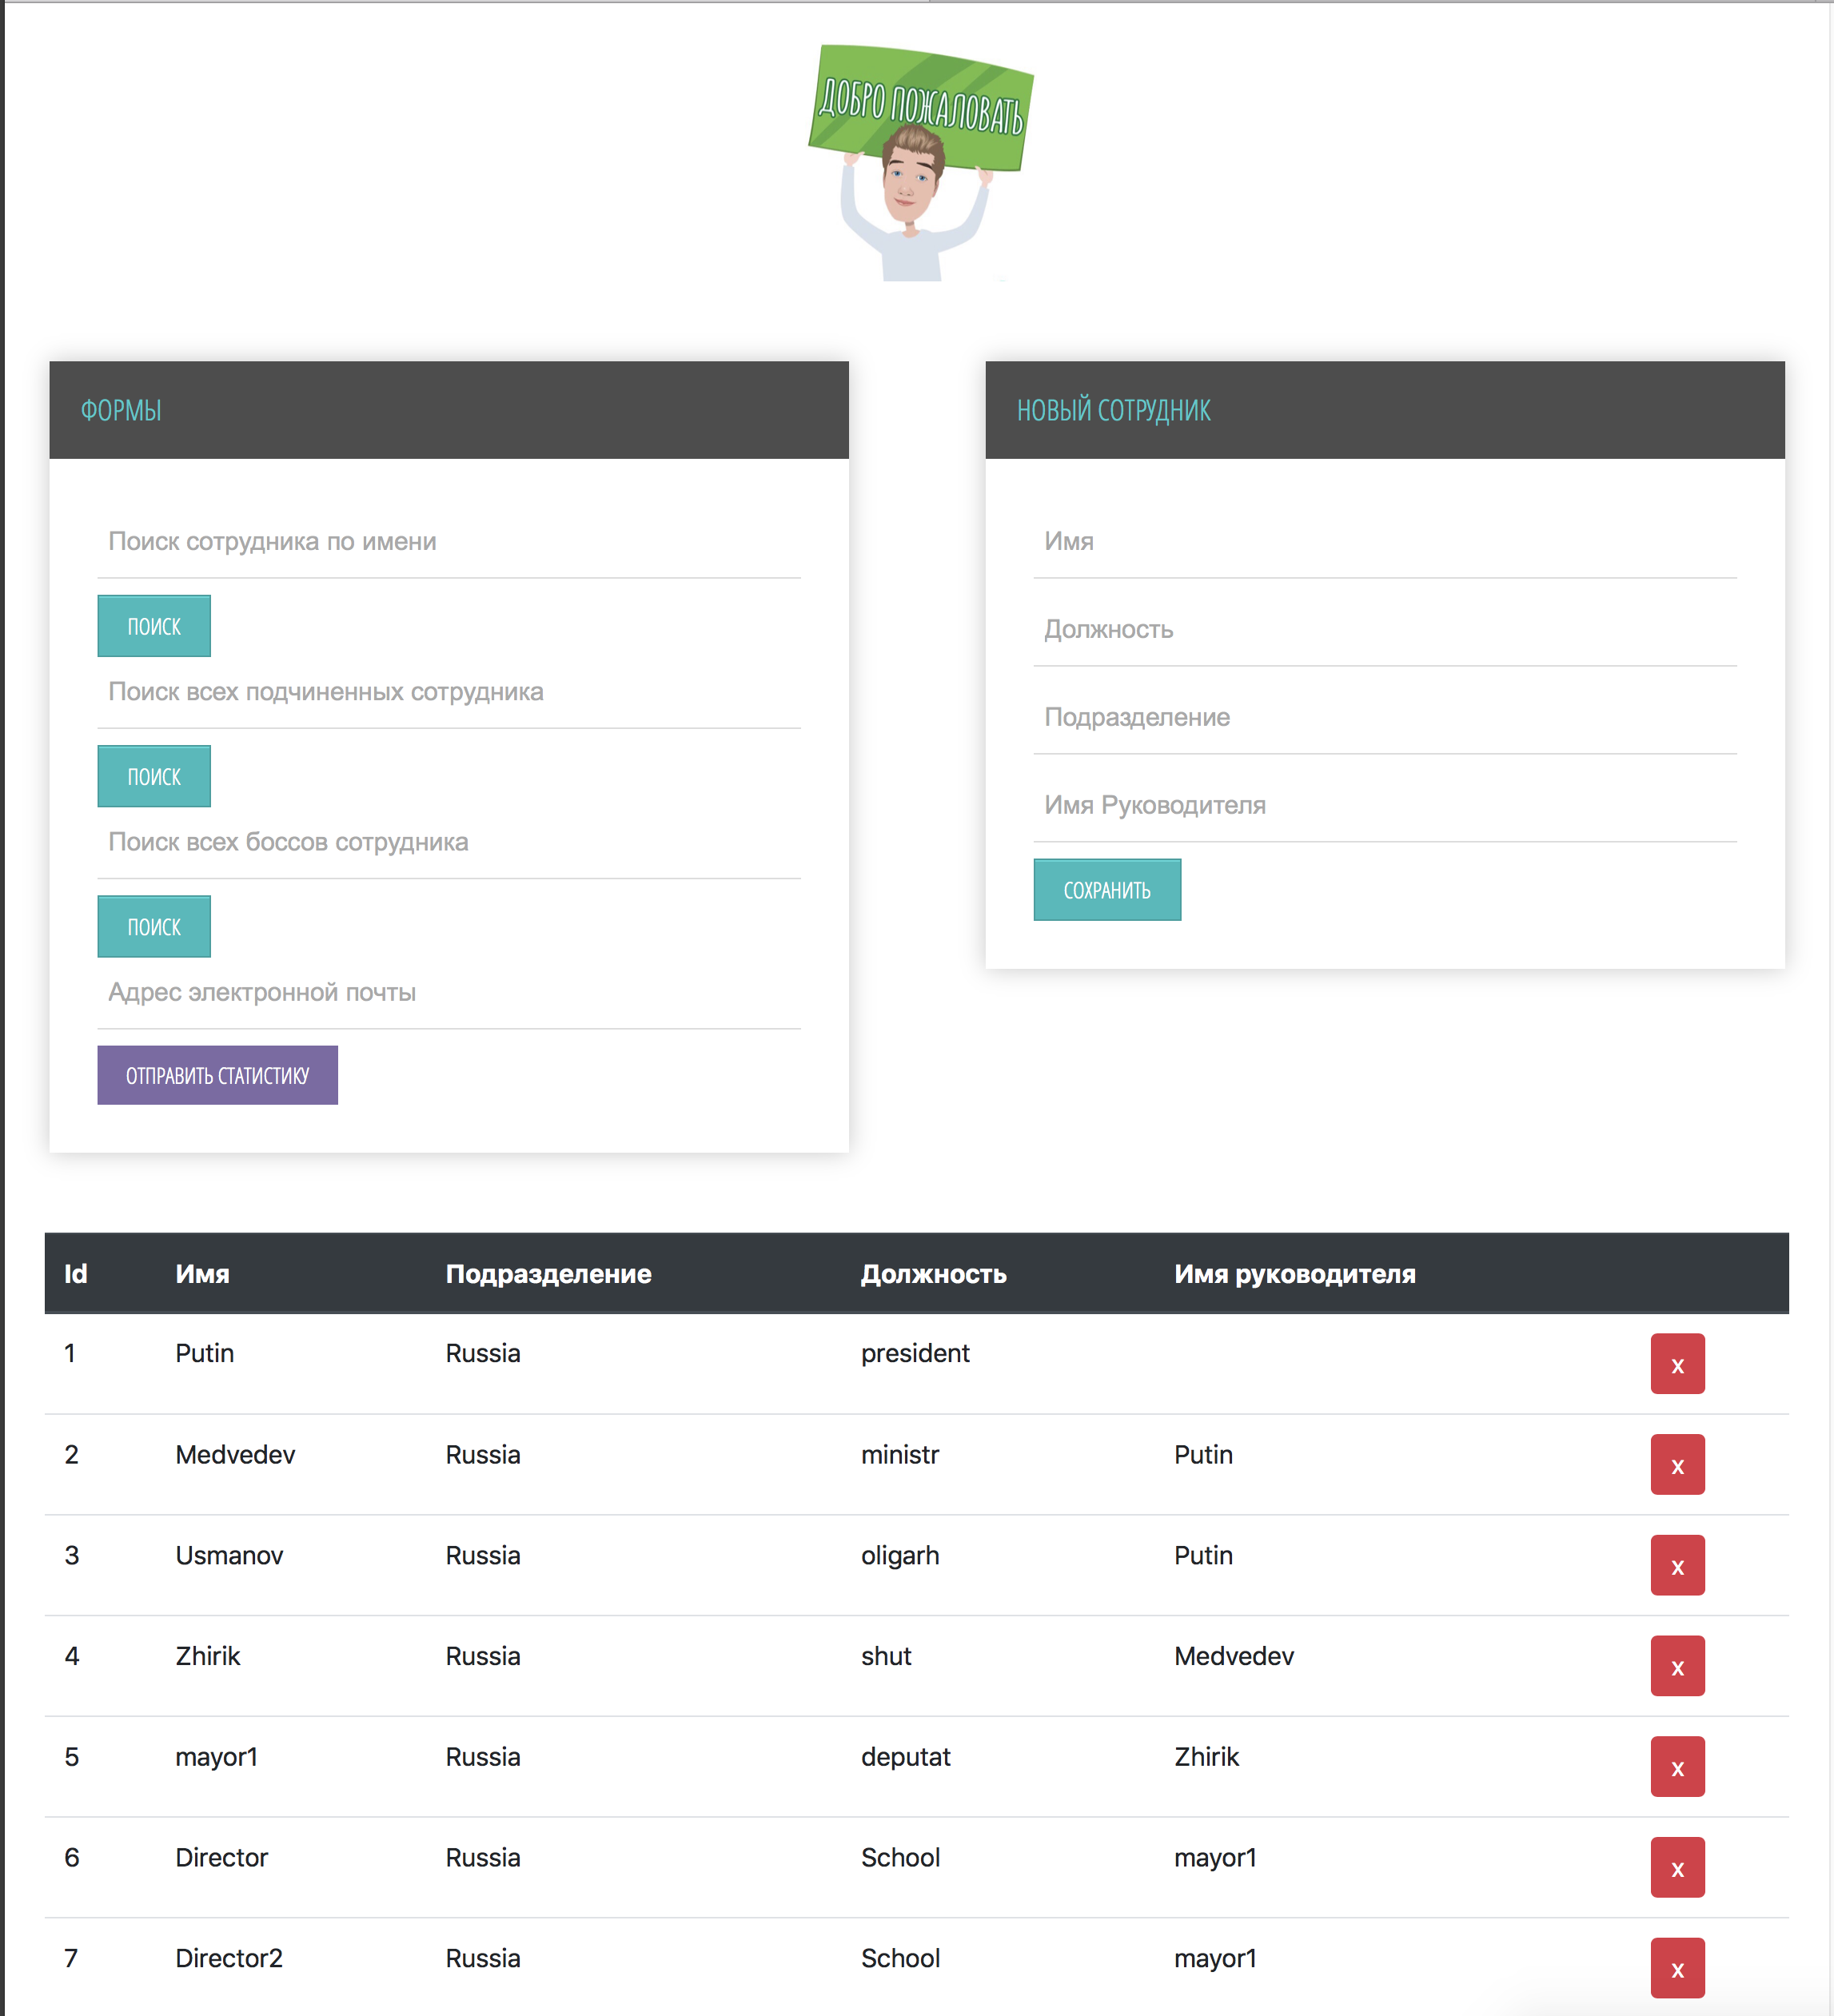 ДОБРО ПОЖАЛОВАТЬ
ФОРМЫ
Поиск сотрудника по имени
ПОИСК
Поиск всех подчиненных сотрудника
ПОИСК
Поиск всех боссов сотрудника
ПОИСК
Адрес электронной почты
ОТПРАВИТЬ СТАТИСТИКУ
НОВЫЙ СОТРУДНИК
Имя
Должность
Подразделение
Имя Руководителя
СОХРАНИТЬ
Id Имя Подразделение Должность Имя руководителя
1 Putin Russia president x
2 Medvedev Russia ministr Putin x
3 Usmanov Russia oligarh Putin x
4 Zhirik Russia shut Medvedev x
5 mayor1 Russia deputat Zhirik x
6 Director Russia School mayor1 x
7 Director2 Russia School mayor1 x